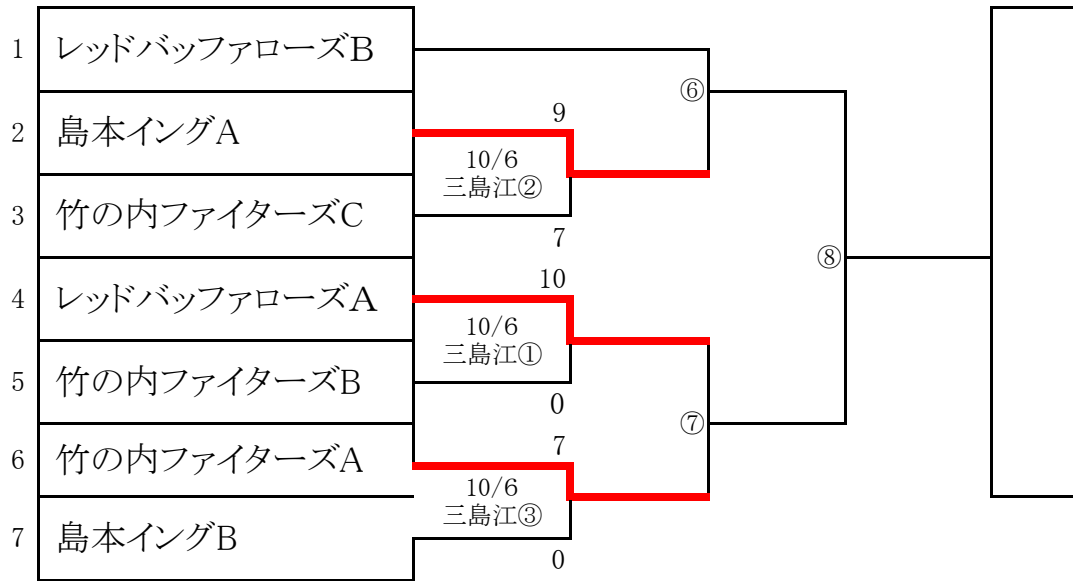 1 レッドバッファローズB
⑥
2 島本イングA
9
10/6
三島江②
3 竹の内ファイターズC
7
⑧
4 レッドバッファローズA
10
10/6
三島江①
5 竹の内ファイターズB
0
⑦
6 竹の内ファイターズA
7
10/6
三島江③
7 島本イングB
0